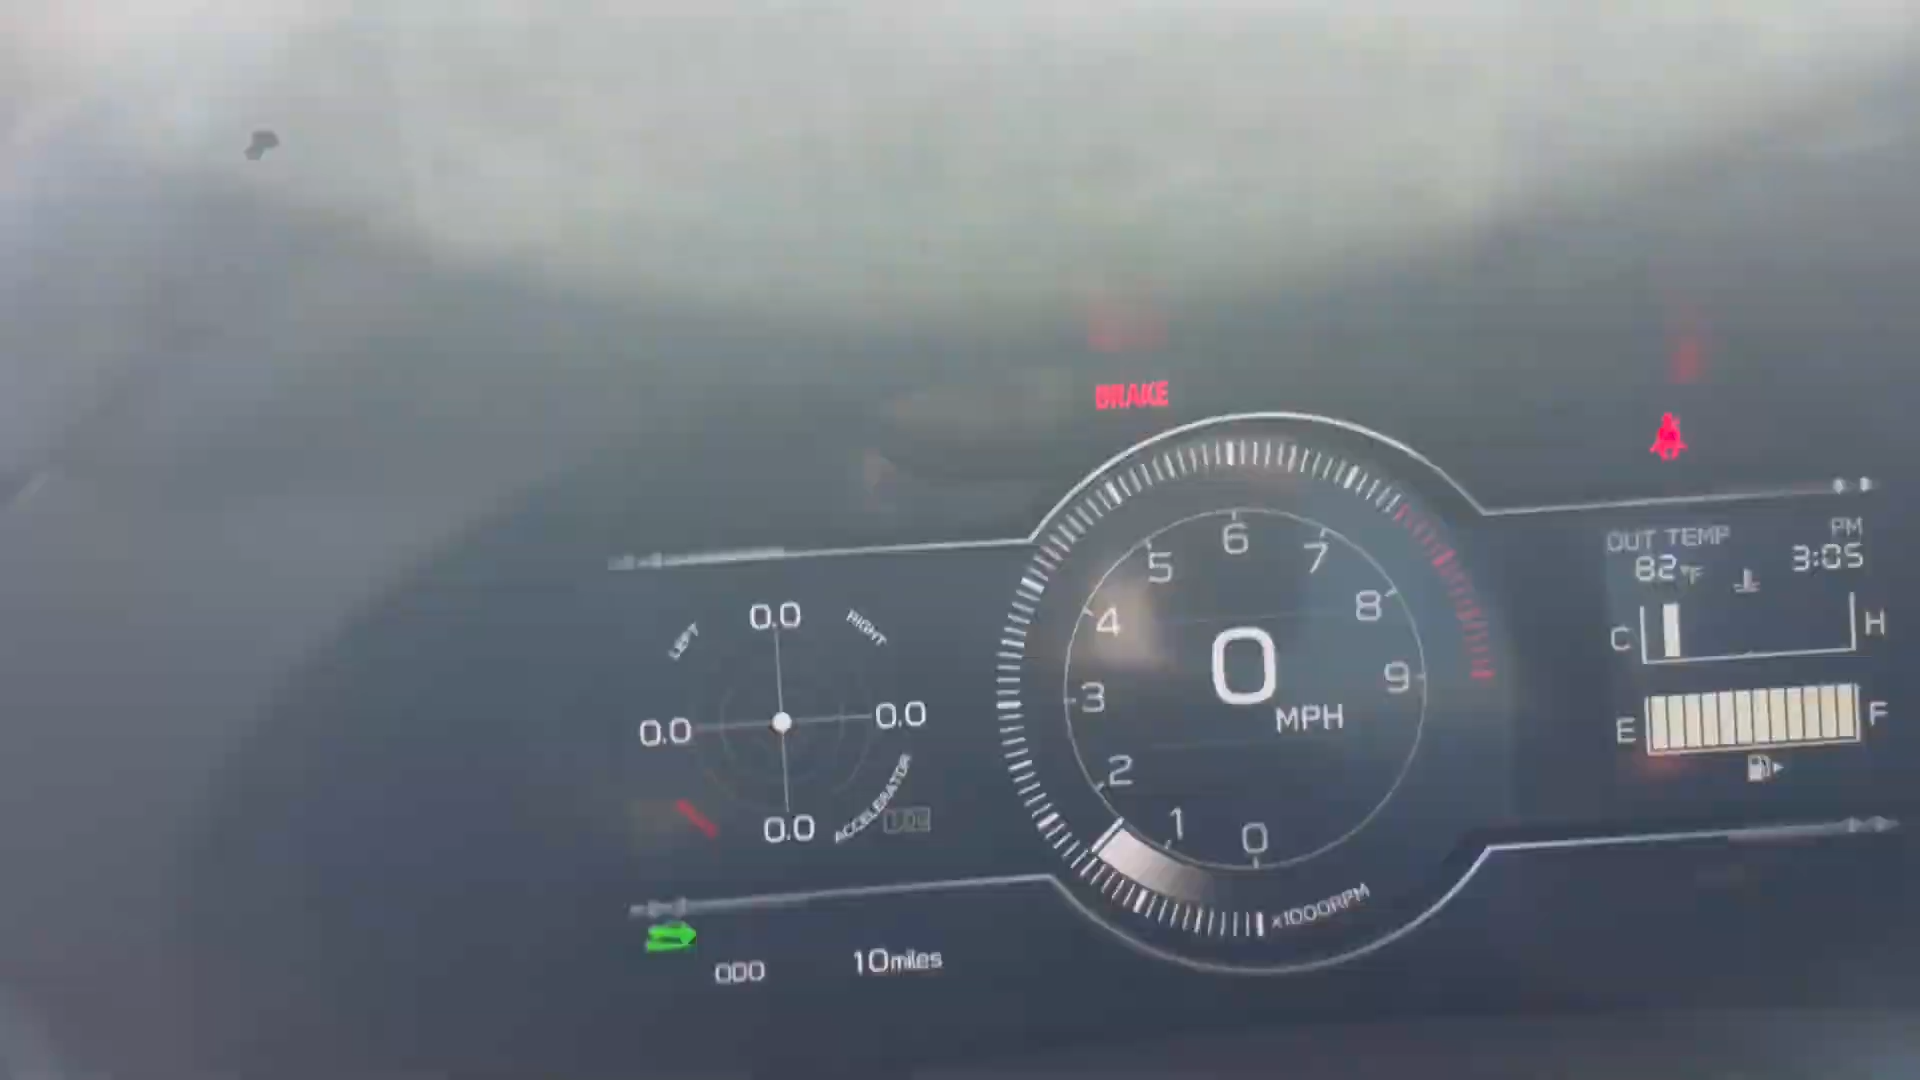 BRAKE
OUT TEMP
PM
82°F
3:05
C
H
E
F
LEFT
RIGHT
0.0
0.0
0.0
0.0
ACCELERATOR
0
1
2
3
4
5
6
7
8
9
0
MPH
x1000RPM
ODO
10miles